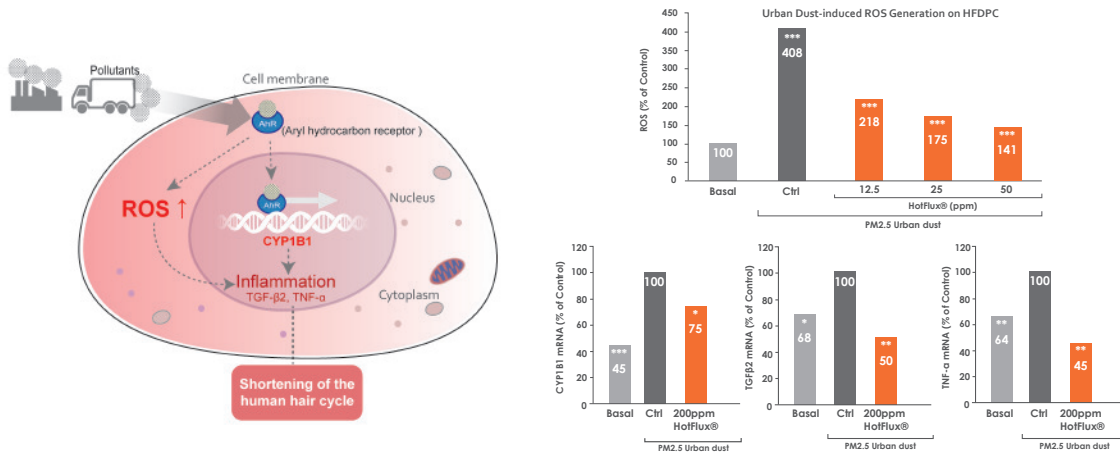 Pollutants
Cell membrane
AhR
(Aryl hydrocarbon receptor )
Nucleus
AhR
ROS ↑
CYP1B1
Inflammation
TGF-β2, TNF-α
Cytoplasm
Shortening of the
human hair cycle
Urban Dust-induced ROS Generation on HFDPC
ROS (% of Control)
450
400
350
300
250
200
150
100
50
0
100
***
408
***
218
***
175
***
141
Basal
Ctrl
12.5
25
50
HotFlux® (ppm)
PM2.5 Urban dust
CYP1B1 mRNA (% of Control)
120
100
80
60
40
20
0
***
45
100
*
75
Basal
Ctrl
200ppm
HotFlux®
PM2.5 Urban dust
TGFβ2 mRNA (% of Control)
120
100
80
60
40
20
0
*
68
100
**
50
Basal
Ctrl
200ppm
HotFlux®
PM2.5 Urban dust
TNF-α mRNA (% of Control)
120
100
80
60
40
20
0
**
64
100
**
45
Basal
Ctrl
200ppm
HotFlux®
PM2.5 Urban dust